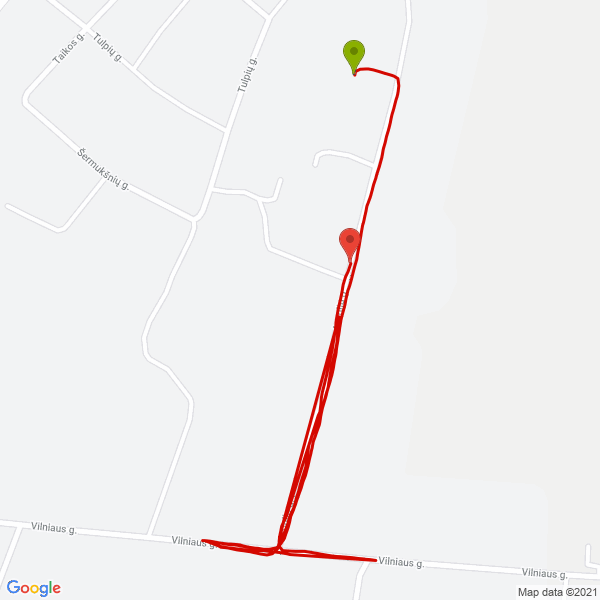 Taikos g.
Tulpių g.
Tulpių g.
Šermukšnių g.
Vilniaus g.
Vilniaus g.
Vilniaus g.
Vilniaus g.
Google
Map data ©2021